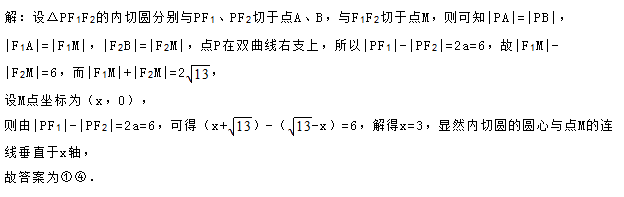 解：设△PF1F2的内切圆分别与PF1、PF2切于点A、B，与F1F2切于点M，则可知|PA|=|PB|，
|F1A|=|F1M|，|F2B|=|F2M|，点P在双曲线右支上，所以|PF1|-|PF2|=2a=6，故|F1M|-
|F2M|=6，而|F1M|+|F2M|=2√13，
设M点坐标为（x，0），
则由|PF1|-|PF2|=2a=6，可得（x+√13）-（√13-x）=6，解得x=3，显然内切圆的圆心与点M的连
线垂直于x轴，
故答案为①④．